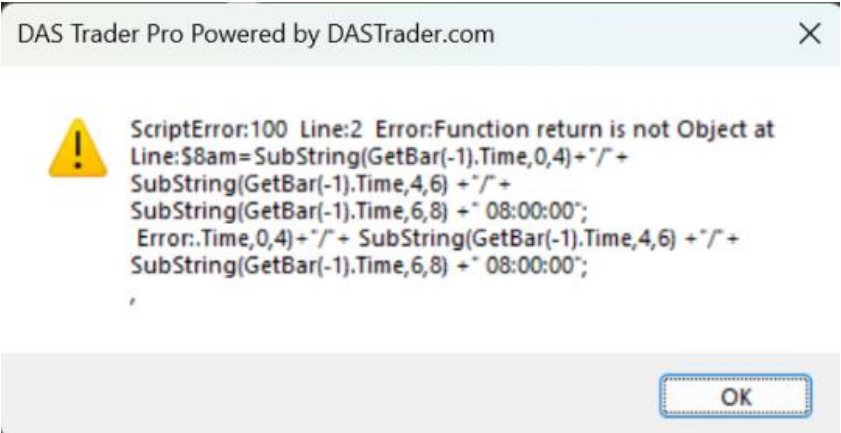 DAS Trader Pro Powered by DASTrader.com
ScriptError:100  Line:2  Error:Function return is not Object at
Line:$8am=SubString(GetBar(-1).Time,0,4)+"/"+
SubString(GetBar(-1).Time,4,6) +"/"+
SubString(GetBar(-1).Time,6,8) +" 08:00:00";
Error:.Time,0,4)+"/"+ SubString(GetBar(-1).Time,4,6) +"/"+
SubString(GetBar(-1).Time,6,8) +" 08:00:00";
,
OK